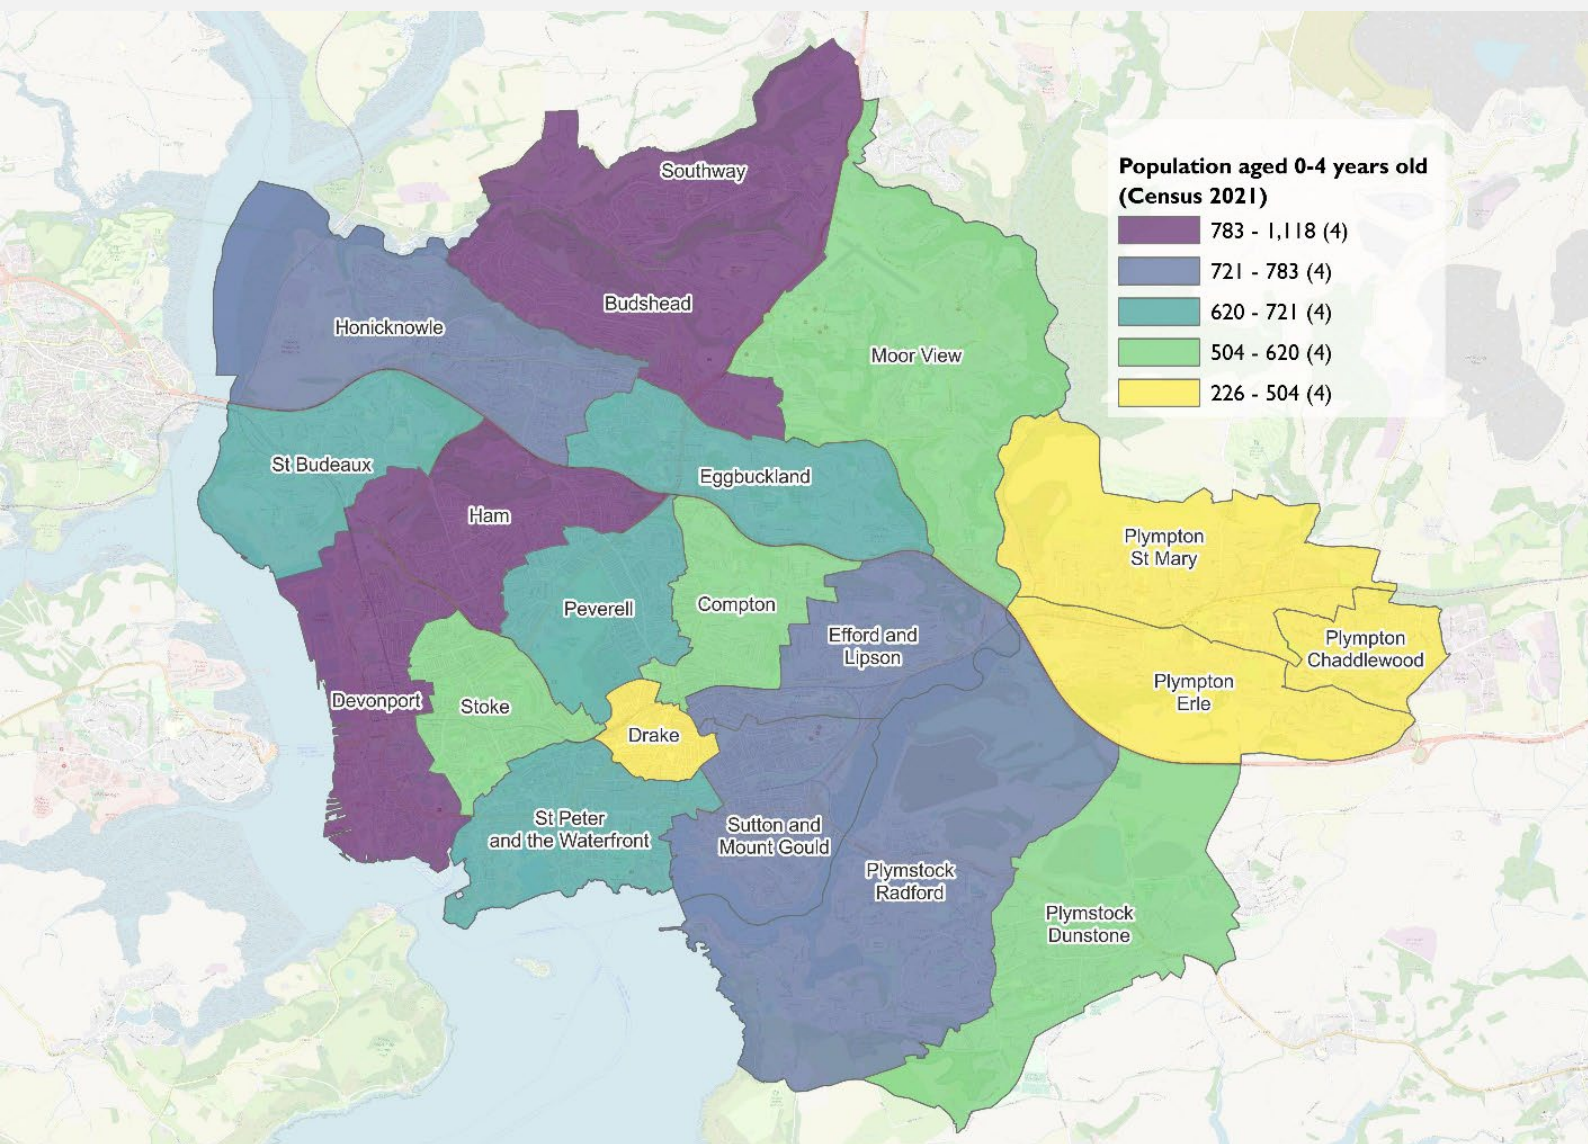 Population aged 0-4 years old
(Census 2021)
783 - 1,118 (4)
721 - 783 (4)
620 - 721 (4)
504 - 620 (4)
226 - 504 (4)
Southway
Budshead
Honicknowle
Moor View
St Budeaux
Eggbuckland
Ham
Plympton
St Mary
Peverell
Compton
Efford and
Lipson
Plympton
Chaddlewood
Plympton
Erle
Devonport
Stoke
Drake
St Peter
and the Waterfront
Sutton and
Mount Gould
Plymstock
Radford
Plymstock
Dunstone